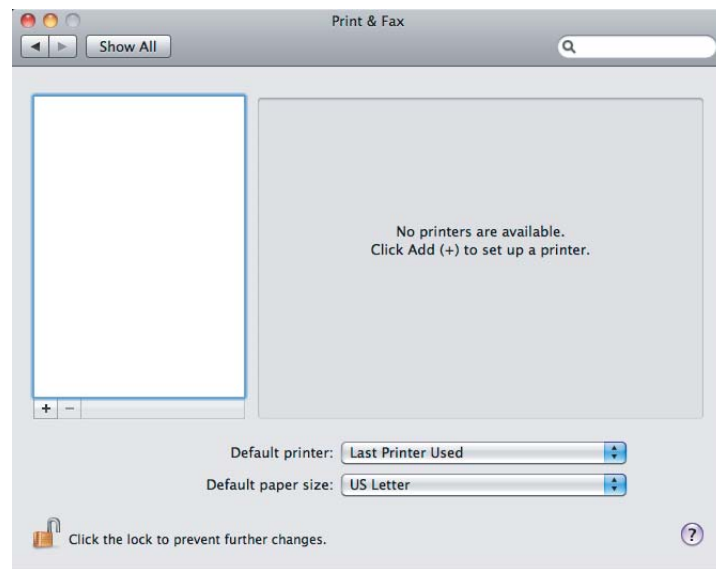 Print & Fax
Show All
No printers are available.
Click Add (+) to set up a printer.
+ −
Default printer: Last Printer Used
Default paper size: US Letter
Click the lock to prevent further changes.
?